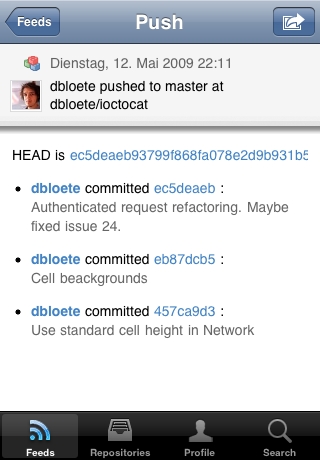 Feeds
Push
Dienstag, 12. Mai 2009 22:11
dbloete pushed to master at
dbloete/ioctocat
HEAD is ec5deaeb93799f868fa078e2d9b931b5
dbloete committed ec5deaeb :
Authenticated request refactoring. Maybe
fixed issue 24.
dbloete committed eb87dcb5 :
Cell beackgrounds
dbloete committed 457ca9d3 :
Use standard cell height in Network
Feeds
Repositories
Profile
Search